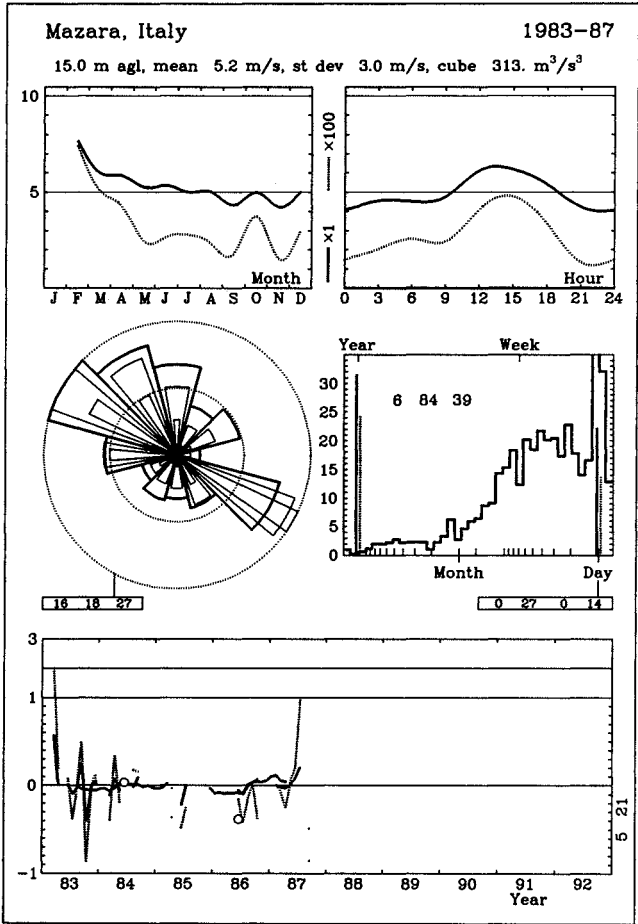 Mazara, Italy 1983-87
15.0 m agl, mean 5.2 m/s, st dev 3.0 m/s, cube 313. m³/s³
10
5
Month
J F M A M J J A S O N D
×1 ×100
Hour
0 3 6 9 12 15 18 21 24
16 18 27
Year Week
35
30
25
20
15
10
5
0
6 84 39
Month Day
0 27 0 14
3
1
0
-1
5 21
83 84 85 86 87 88 89 90 91 92
Year